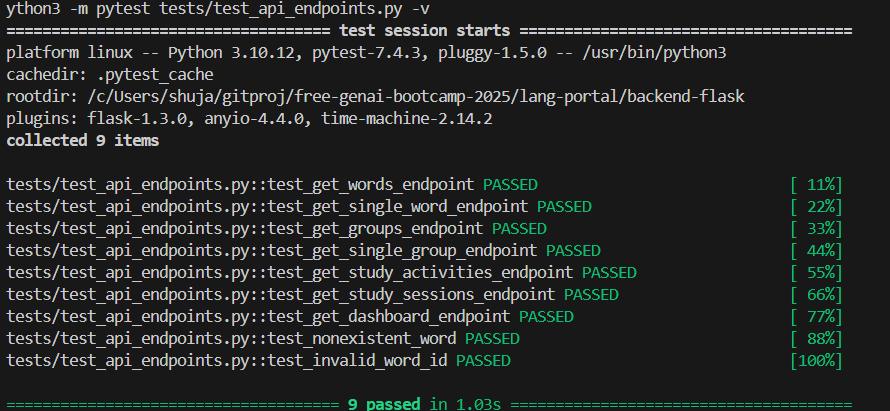 ython3 -m pytest tests/test_api_endpoints.py -v
==================================== test session starts =====================================
platform linux -- Python 3.10.12, pytest-7.4.3, pluggy-1.5.0 -- /usr/bin/python3
cachedir: .pytest_cache
rootdir: /c/Users/shuja/gitproj/free-genai-bootcamp-2025/lang-portal/backend-flask
plugins: flask-1.3.0, anyio-4.4.0, time-machine-2.14.2
collected 9 items
tests/test_api_endpoints.py::test_get_words_endpoint PASSED [ 11%]
tests/test_api_endpoints.py::test_get_single_word_endpoint PASSED [ 22%]
tests/test_api_endpoints.py::test_get_groups_endpoint PASSED [ 33%]
tests/test_api_endpoints.py::test_get_single_group_endpoint PASSED [ 44%]
tests/test_api_endpoints.py::test_get_study_activities_endpoint PASSED [ 55%]
tests/test_api_endpoints.py::test_get_study_sessions_endpoint PASSED [ 66%]
tests/test_api_endpoints.py::test_get_dashboard_endpoint PASSED [ 77%]
tests/test_api_endpoints.py::test_nonexistent_word PASSED [ 88%]
tests/test_api_endpoints.py::test_invalid_word_id PASSED [100%]
===================================== 9 passed in 1.03s ======================================